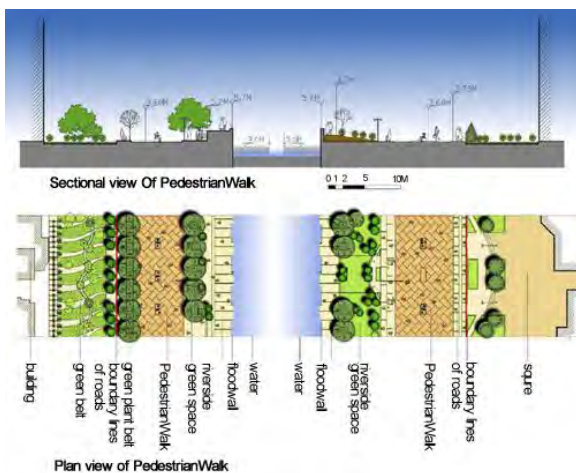 Sectional view Of PedestrianWalk
0 1 2 5 10M
buliding
green belt
boundary lines
of roads
green plant belt
PedestrianWalk
riverside
green space
floodwall
water
water
floodwall
riverside
green space
PedestrianWalk
boundary lines
of roads
squre
Plan view of PedestrianWalk